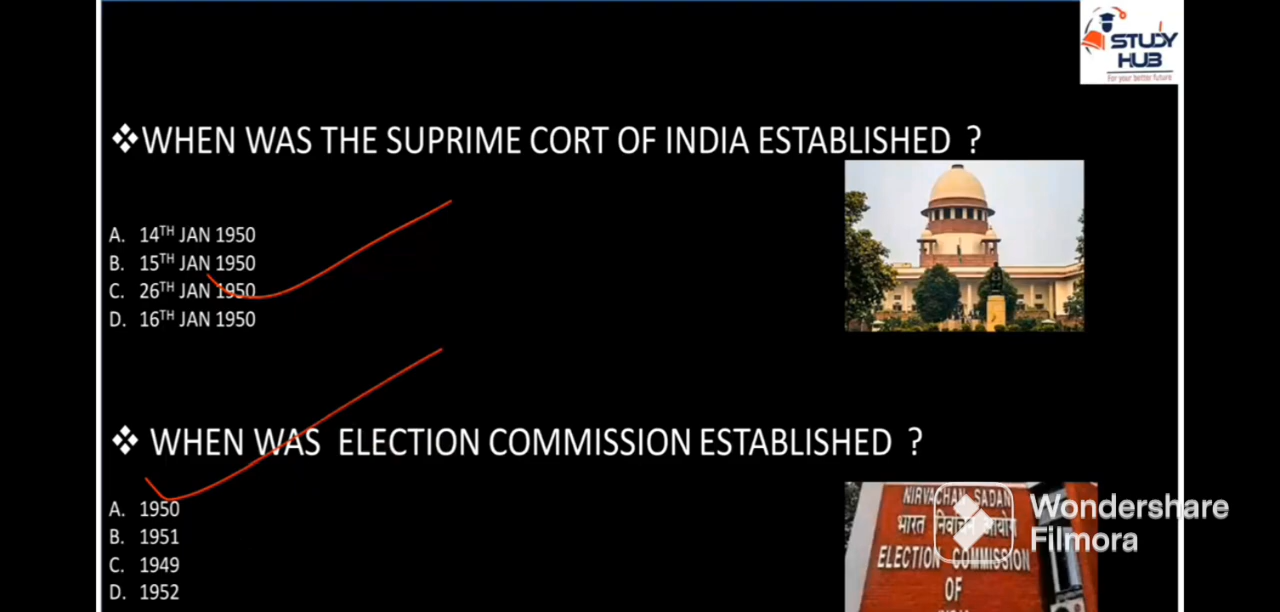 STUDY
HUB
For your better future
❖WHEN WAS THE SUPRIME CORT OF INDIA ESTABLISHED ?
A. 14TH JAN 1950
B. 15TH JAN 1950
C. 26TH JAN 1950
D. 16TH JAN 1950
❖ WHEN WAS ELECTION COMMISSION ESTABLISHED ?
A. 1950
B. 1951
C. 1949
D. 1952
NIRVACHAN SADAN
भारत निर्वाचन आयोग
ELECTION COMMISSION
OF
Wondershare
Filmora